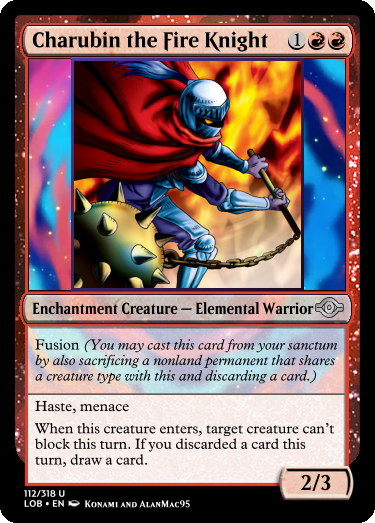 Charubin the Fire Knight 1
Enchantment Creature — Elemental Warrior
Fusion (You may cast this card from your sanctum
by also sacrificing a nonland permanent that shares
a creature type with this and discarding a card.)
Haste, menace
When this creature enters, target creature can't
block this turn. If you discarded a card this
turn, draw a card.
2/3
112/318 U
LOB • EN Konami and AlanMac95